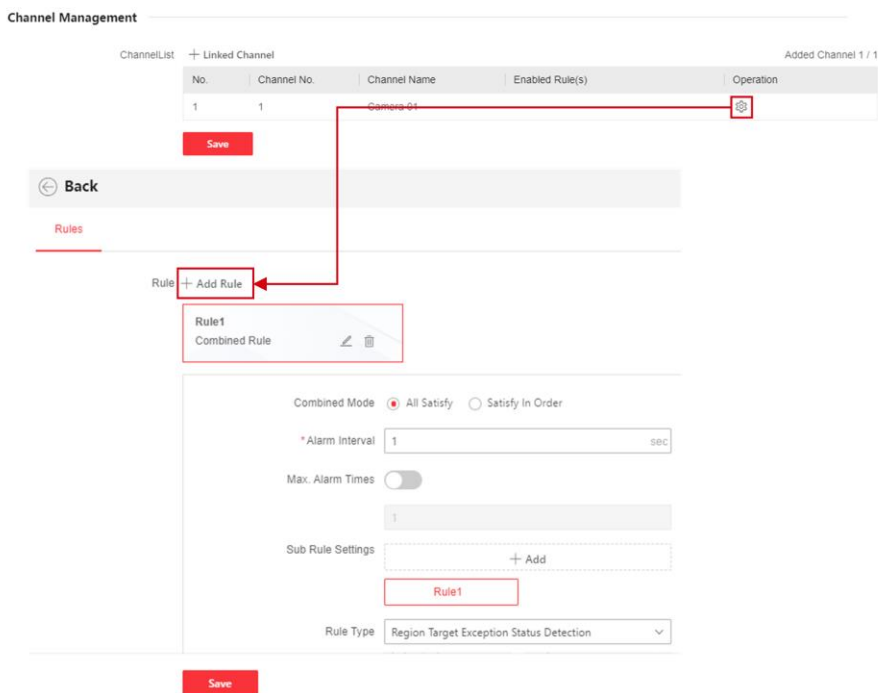 Channel Management
ChannelList + Linked Channel Added Channel 1 / 1
No. Channel No. Channel Name Enabled Rule(s) Operation
1 1 Camera 01
Save
Back
Rules
Rule + Add Rule
Rule1
Combined Rule
Combined Mode All Satisfy Satisfy In Order
*Alarm Interval 1 sec
Max. Alarm Times
1
Sub Rule Settings + Add
Rule1
Rule Type Region Target Exception Status Detection
Save